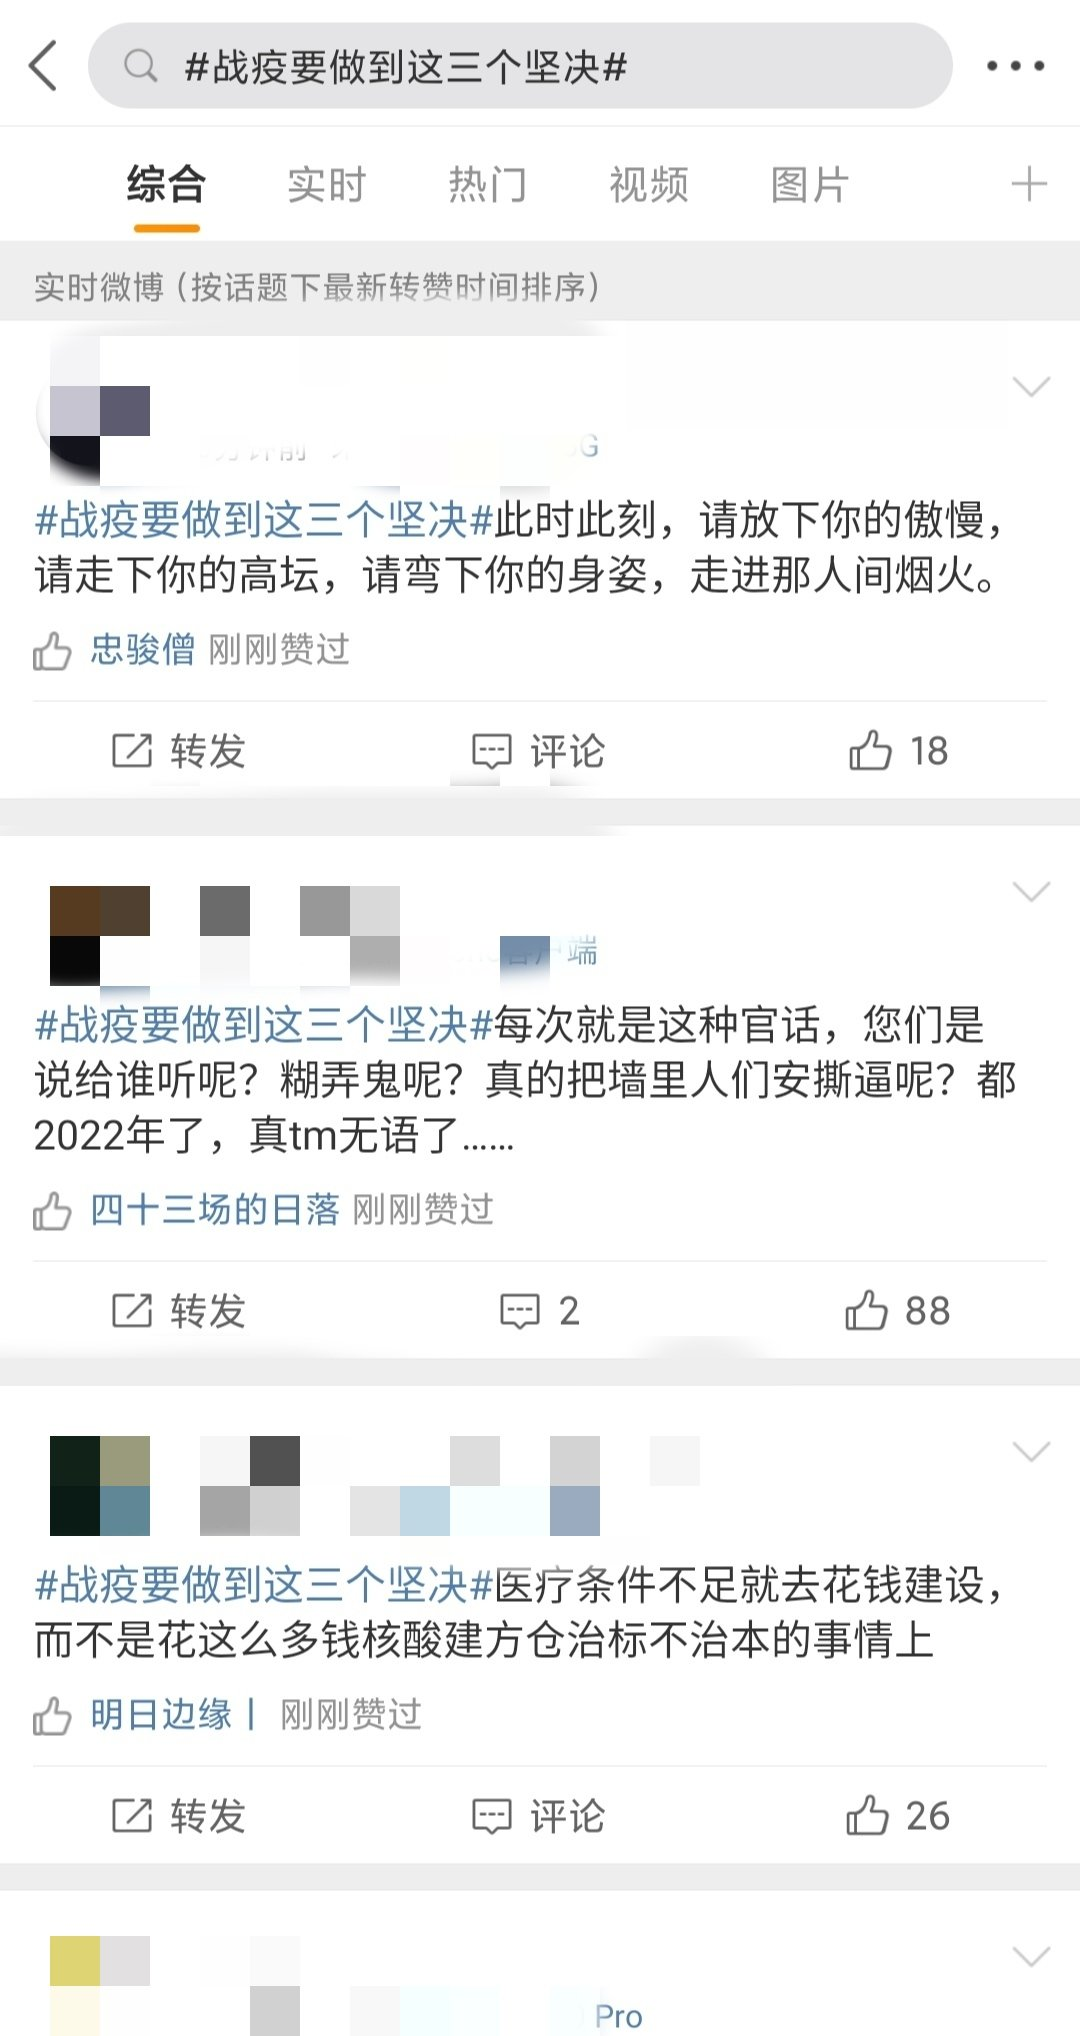 #战疫要做到这三个坚决#
综合 实时 热门 视频 图片
实时微博（按话题下最新转赞时间排序）
#战疫要做到这三个坚决#此时此刻，请放下你的傲慢，
请走下你的高坛，请弯下你的身姿，走进那人间烟火。
忠骏僧 刚刚赞过
转发 评论 18
客户端
#战疫要做到这三个坚决#每次就是这种官话，您们是
说给谁听呢？糊弄鬼呢？真的把墙里人们安撕逼呢？都
2022年了，真tm无语了……
四十三场的日落 刚刚赞过
转发 2 88
#战疫要做到这三个坚决#医疗条件不足就去花钱建设，
而不是花这么多钱核酸建方仓治标不治本的事情上
明日边缘丨 刚刚赞过
转发 评论 26
Pro